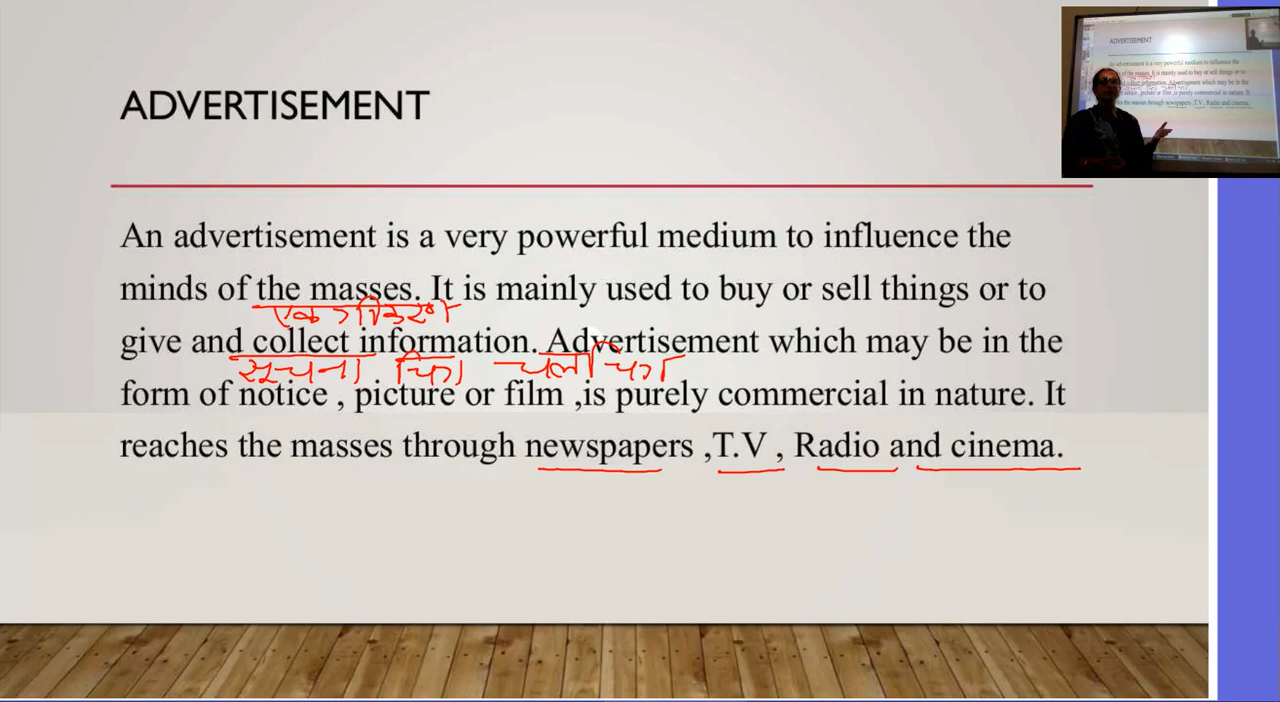 ADVERTISEMENT
An advertisement is a very powerful medium to influence the
minds of the masses. It is mainly used to buy or sell things or to
give and collect information. Advertisement which may be in the
सूचना चलचित्र
form of notice , picture or film ,is purely commercial in nature. It
reaches the masses through newspapers ,T.V , Radio and cinema.
ADVERTISEMENT